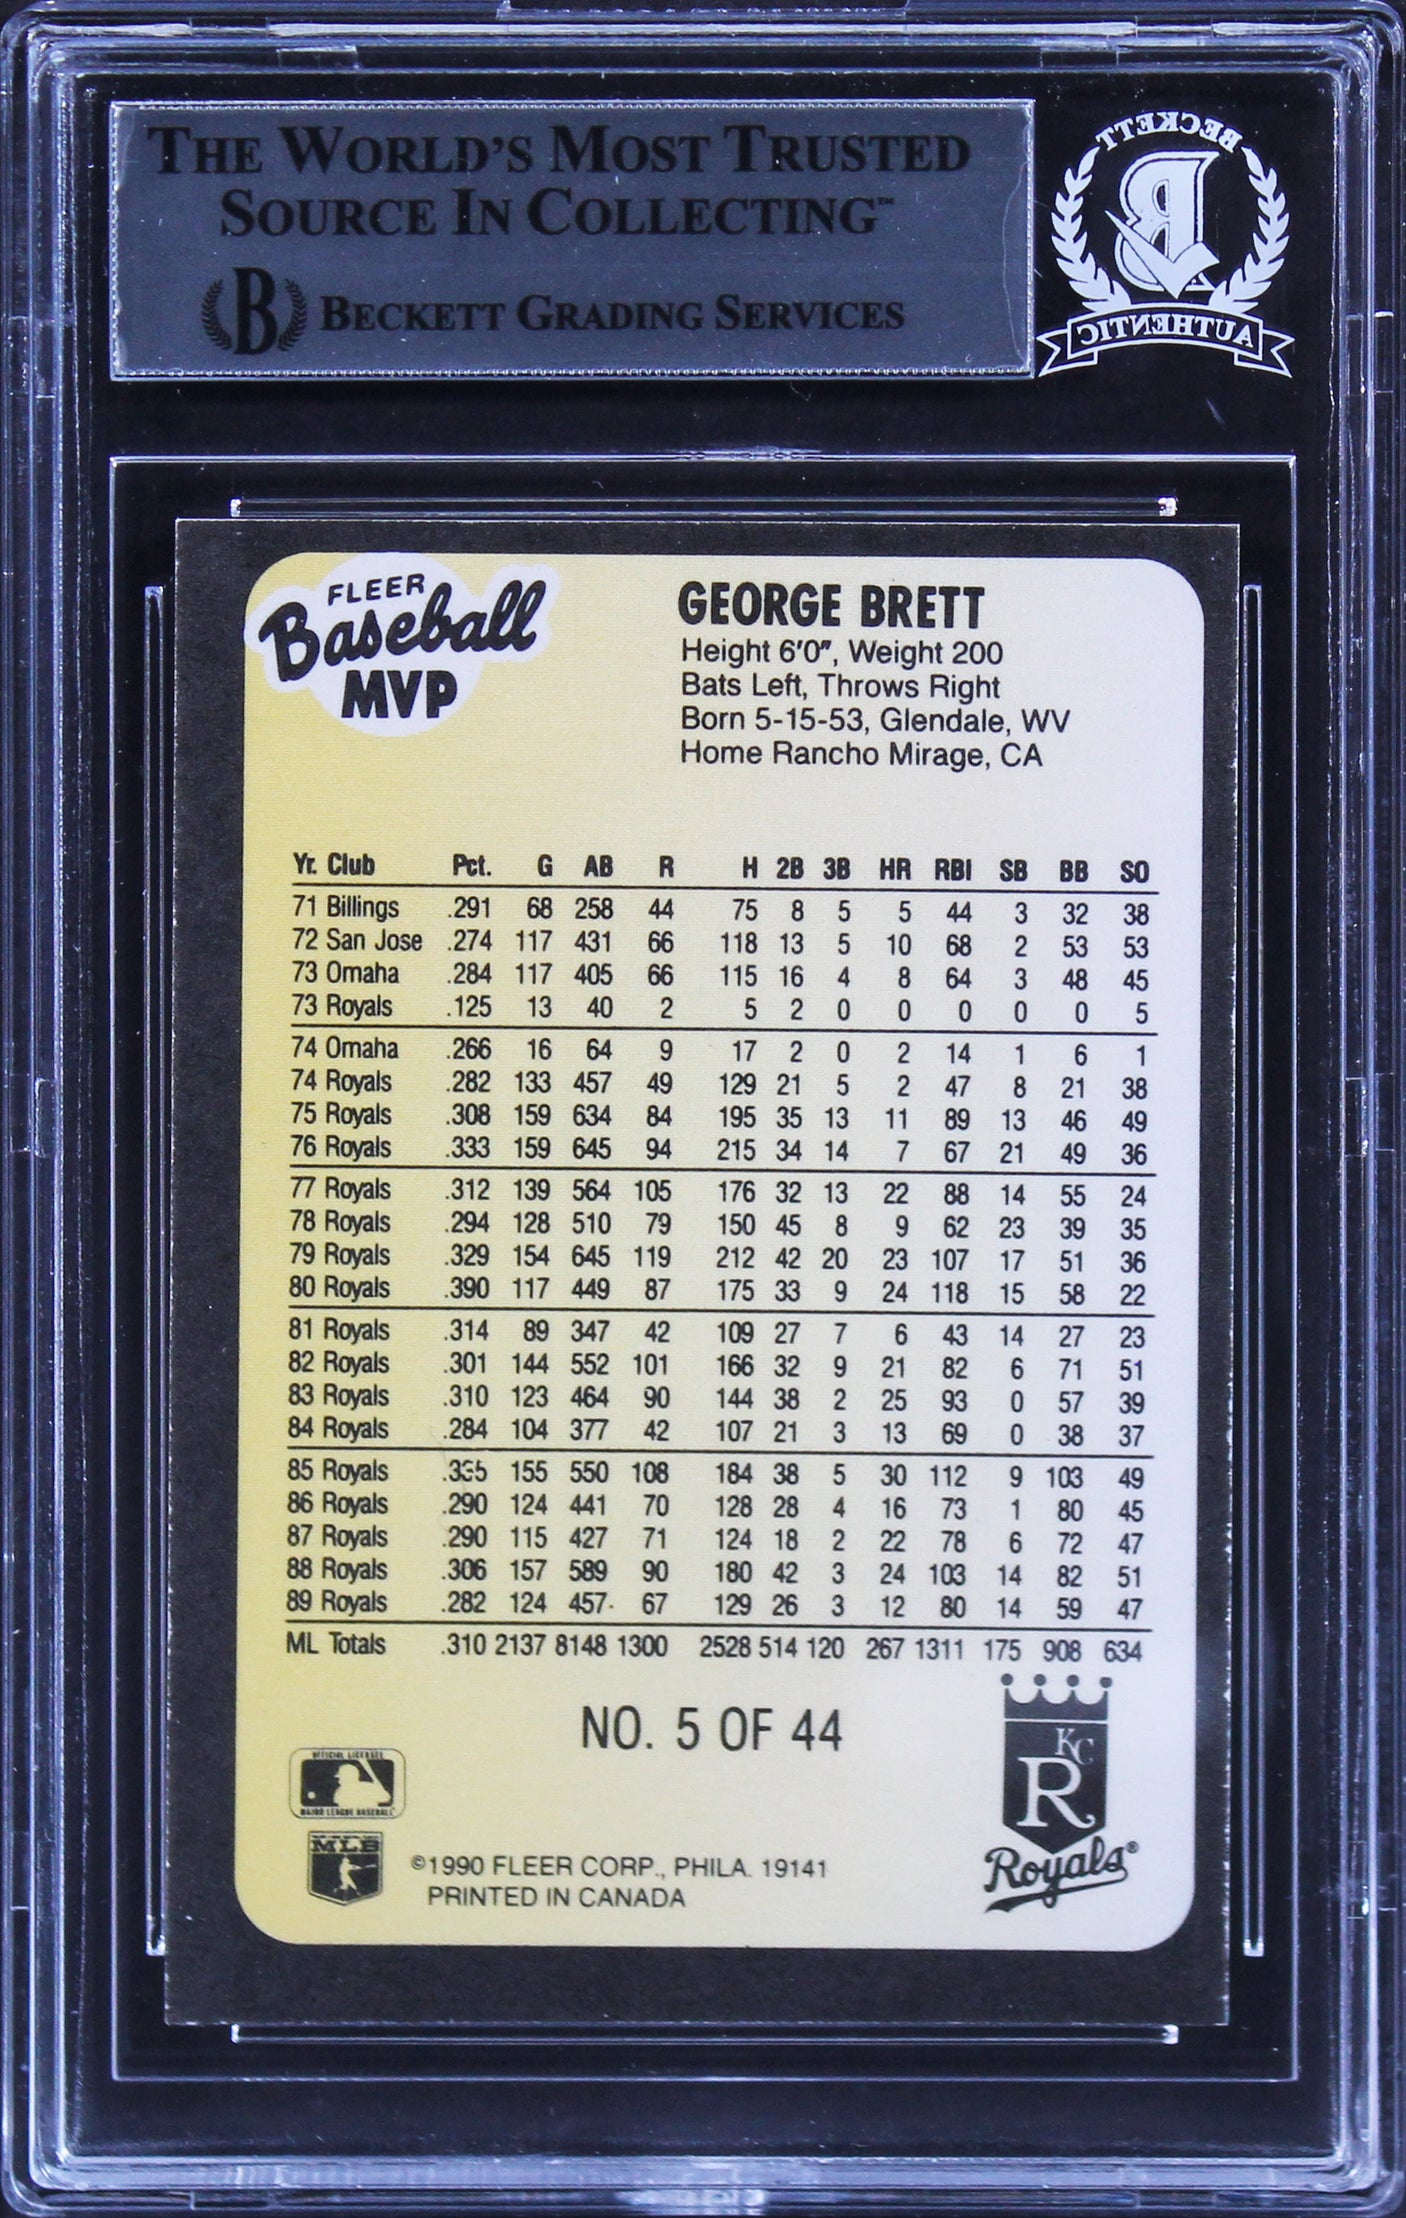 THE WORLD'S MOST TRUSTED
SOURCE IN COLLECTING™
B BECKETT GRADING SERVICES
BECKETT
B
AUTHENTIC
FLEER
Baseball
MVP
GEORGE BRETT
Height 6'0", Weight 200
Bats Left, Throws Right
Born 5-15-53, Glendale, WV
Home Rancho Mirage, CA
Yr. Club Pct. G AB R H 2B 3B HR RBI SB BB SO
71 Billings .291 68 258 44 75 8 5 5 44 3 32 38
72 San Jose .274 117 431 66 118 13 5 10 68 2 53 53
73 Omaha .284 117 405 66 115 16 4 8 64 3 48 45
73 Royals .125 13 40 2 5 2 0 0 0 0 0 5
74 Omaha .266 16 64 9 17 2 0 2 14 1 6 1
74 Royals .282 133 457 49 129 21 5 2 47 8 21 38
75 Royals .308 159 634 84 195 35 13 11 89 13 46 49
76 Royals .333 159 645 94 215 34 14 7 67 21 49 36
77 Royals .312 139 564 105 176 32 13 22 88 14 55 24
78 Royals .294 128 510 79 150 45 8 9 62 23 39 35
79 Royals .329 154 645 119 212 42 20 23 107 17 51 36
80 Royals .390 117 449 87 175 33 9 24 118 15 58 22
81 Royals .314 89 347 42 109 27 7 6 43 14 27 23
82 Royals .301 144 552 101 166 32 9 21 82 6 71 51
83 Royals .310 123 464 90 144 38 2 25 93 0 57 39
84 Royals .284 104 377 42 107 21 3 13 69 0 38 37
85 Royals .335 155 550 108 184 38 5 30 112 9 103 49
86 Royals .290 124 441 70 128 28 4 16 73 1 80 45
87 Royals .290 115 427 71 124 18 2 22 78 6 72 47
88 Royals .306 157 589 90 180 42 3 24 103 14 82 51
89 Royals .282 124 457 67 129 26 3 12 80 14 59 47
ML Totals .310 2137 8148 1300 2528 514 120 267 1311 175 908 634
NO. 5 OF 44
OFFICIAL LICENSEE
MAJOR LEAGUE BASEBALL
MLB
©1990 FLEER CORP., PHILA. 19141
PRINTED IN CANADA
KC
R
Royals®